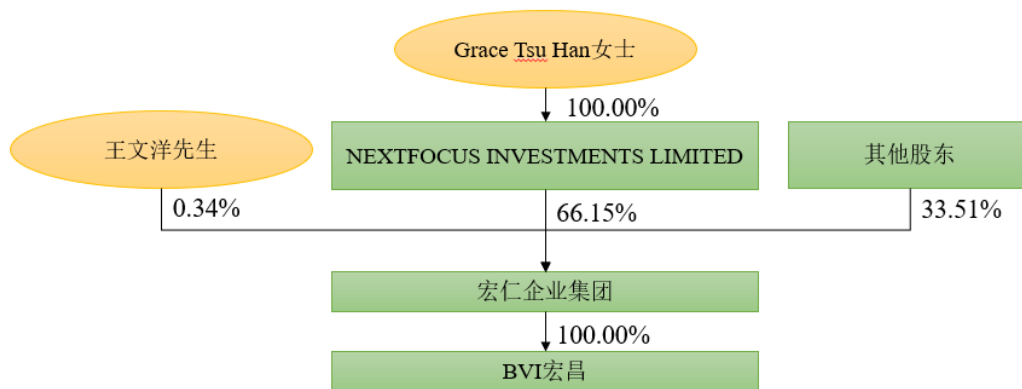 Grace Tsu Han女士
100.00%
王文洋先生
NEXTFOCUS INVESTMENTS LIMITED
其他股东
0.34%
66.15%
33.51%
宏仁企业集团
100.00%
BVI宏昌